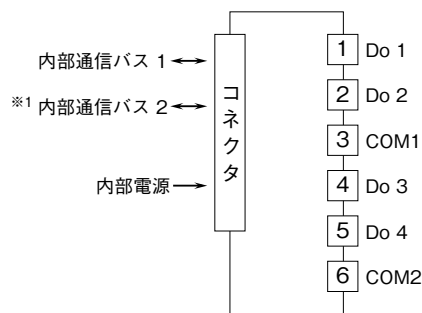 内部通信バス 1
※1 内部通信バス 2
内部電源
コネクタ
1 Do 1
2 Do 2
3 COM1
4 Do 3
5 Do 4
6 COM2